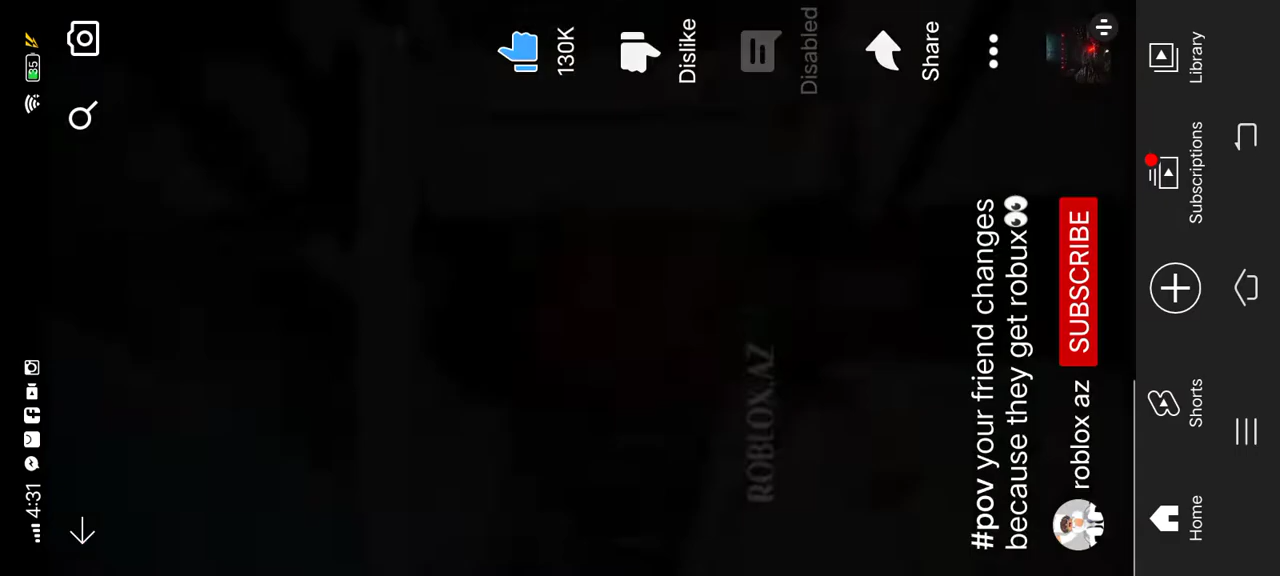 4:31
85
130K
Dislike
Disabled
Share
ROBLOX.AZ
#pov your friend changes
because they get robux👀
roblox az
SUBSCRIBE
Home
Shorts
Subscriptions
Library